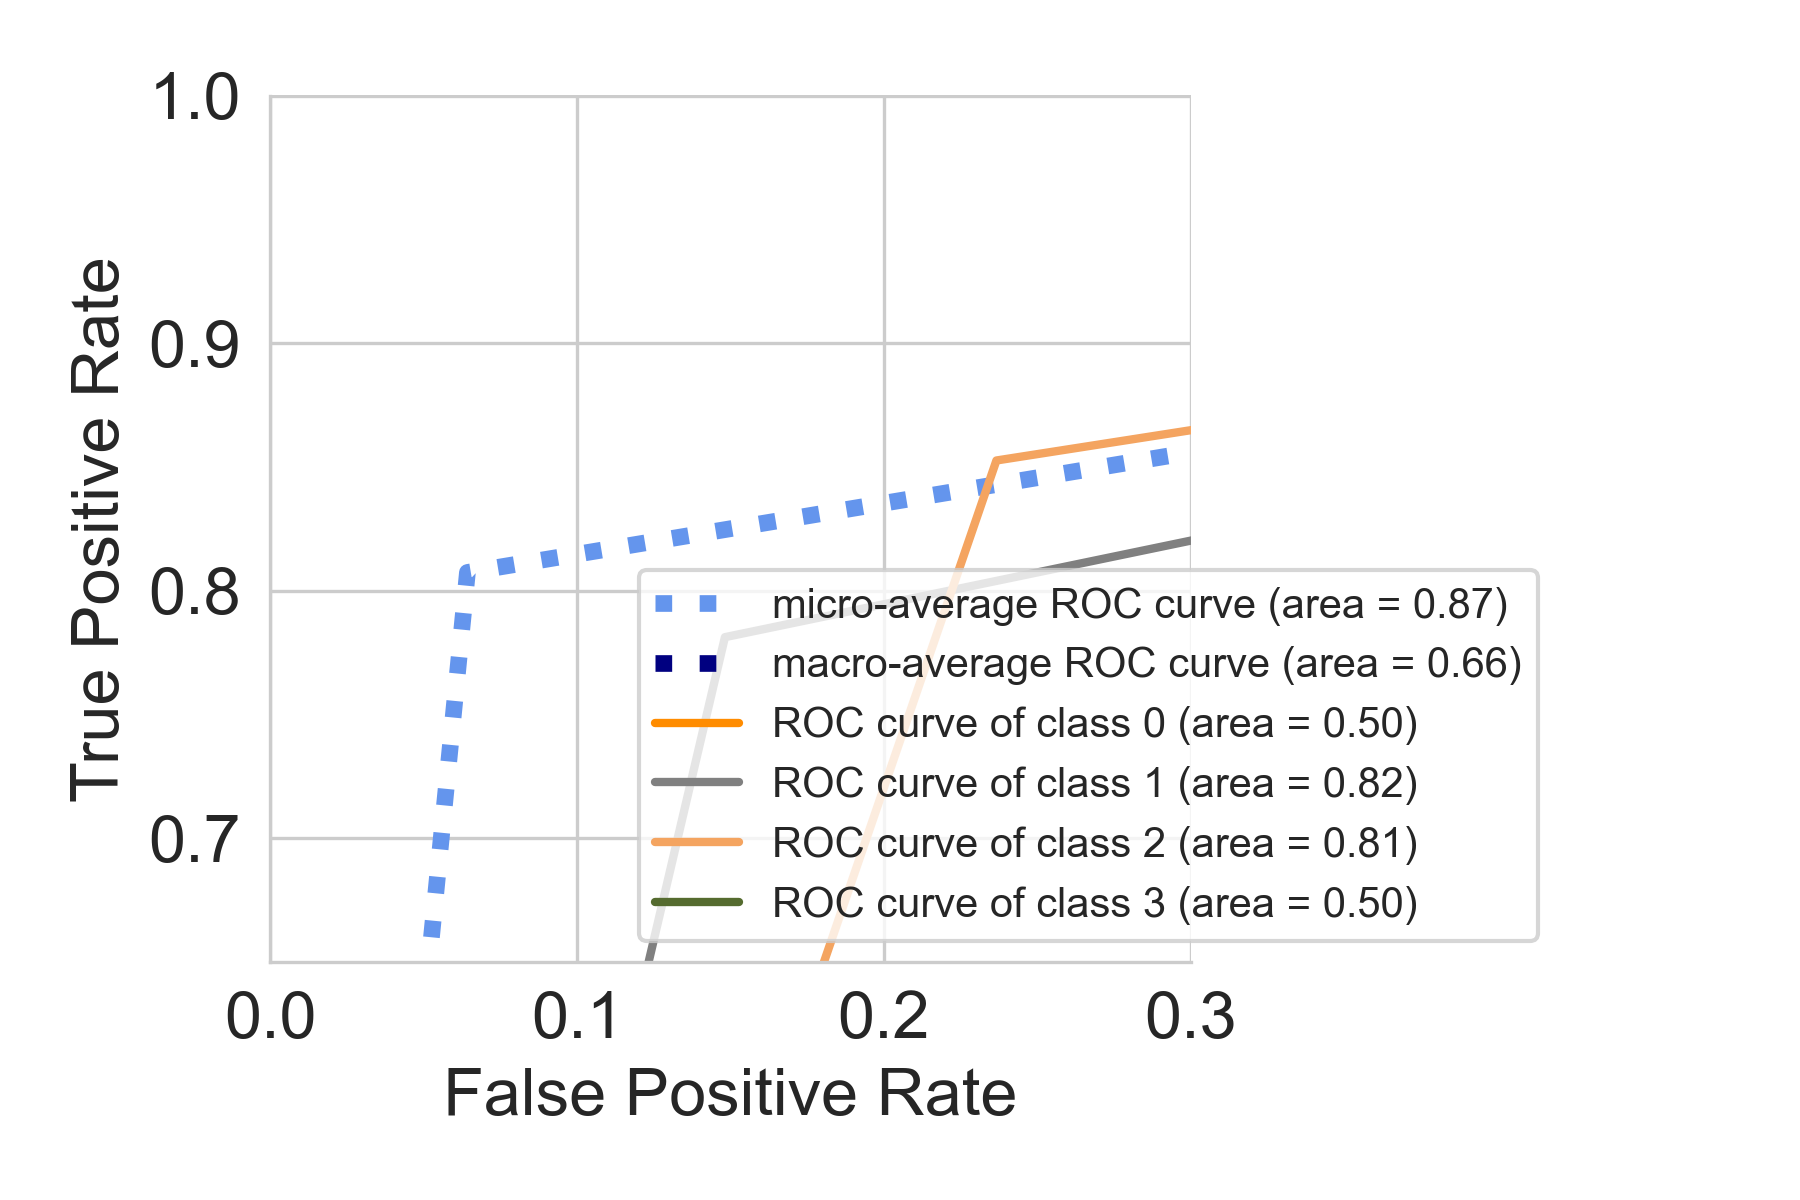 1.0
0.9
0.8
0.7
True Positive Rate
micro-average ROC curve (area = 0.87)
macro-average ROC curve (area = 0.66)
ROC curve of class 0 (area = 0.50)
ROC curve of class 1 (area = 0.82)
ROC curve of class 2 (area = 0.81)
ROC curve of class 3 (area = 0.50)
0.0 0.1 0.2 0.3
False Positive Rate